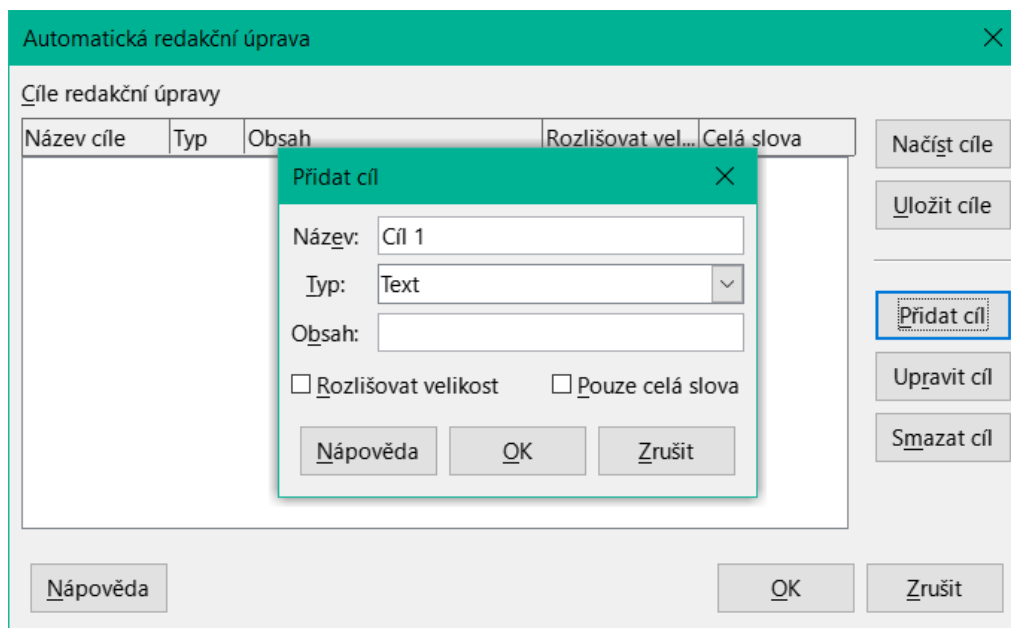 Automatická redakční úprava
Cíle redakční úpravy
Název cíle Typ Obsah Rozlišovat vel... Celá slova
Načíst cíle
Uložit cíle
Přidat cíl
Upravit cíl
Smazat cíl
Přidat cíl
Název: Cíl 1
Typ: Text
Obsah:
Rozlišovat velikost Pouze celá slova
Nápověda OK Zrušit
Nápověda OK Zrušit